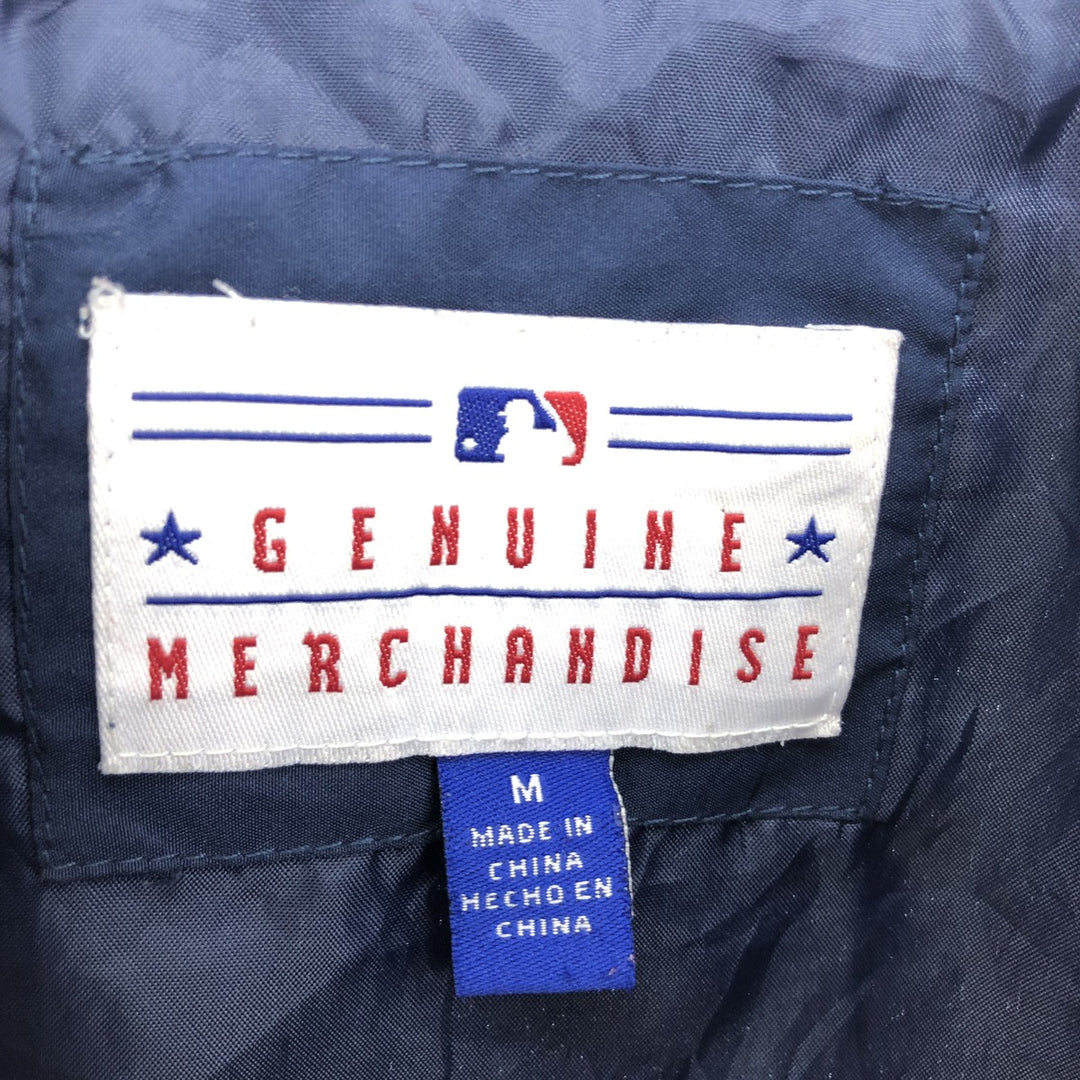 GENUINE
MERCHANDISE
M
MADE IN
CHINA
HECHO EN
CHINA